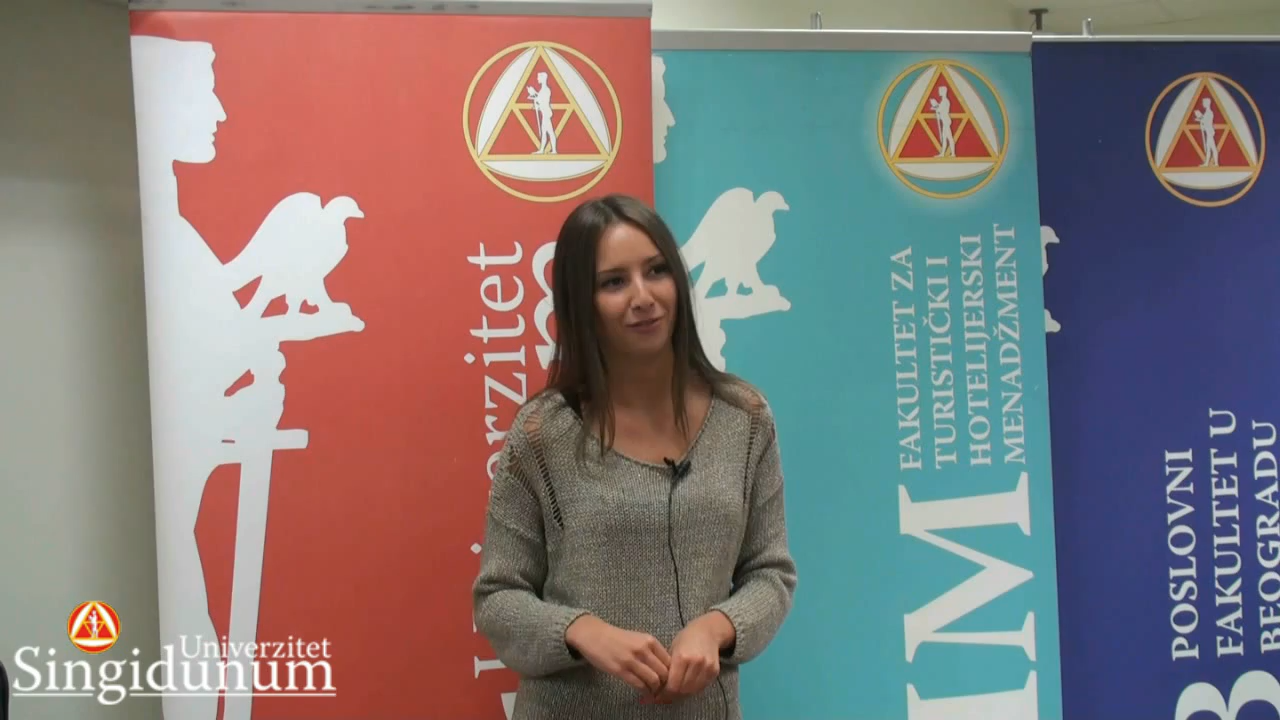 Univerzitet
FAKULTET ZA
TURISTIČKI I
HOTELIJERSKI
MENADŽMENT
M
POSLOVNI
FAKULTET U
BEOGRADU
Univerzitet
Singidunum